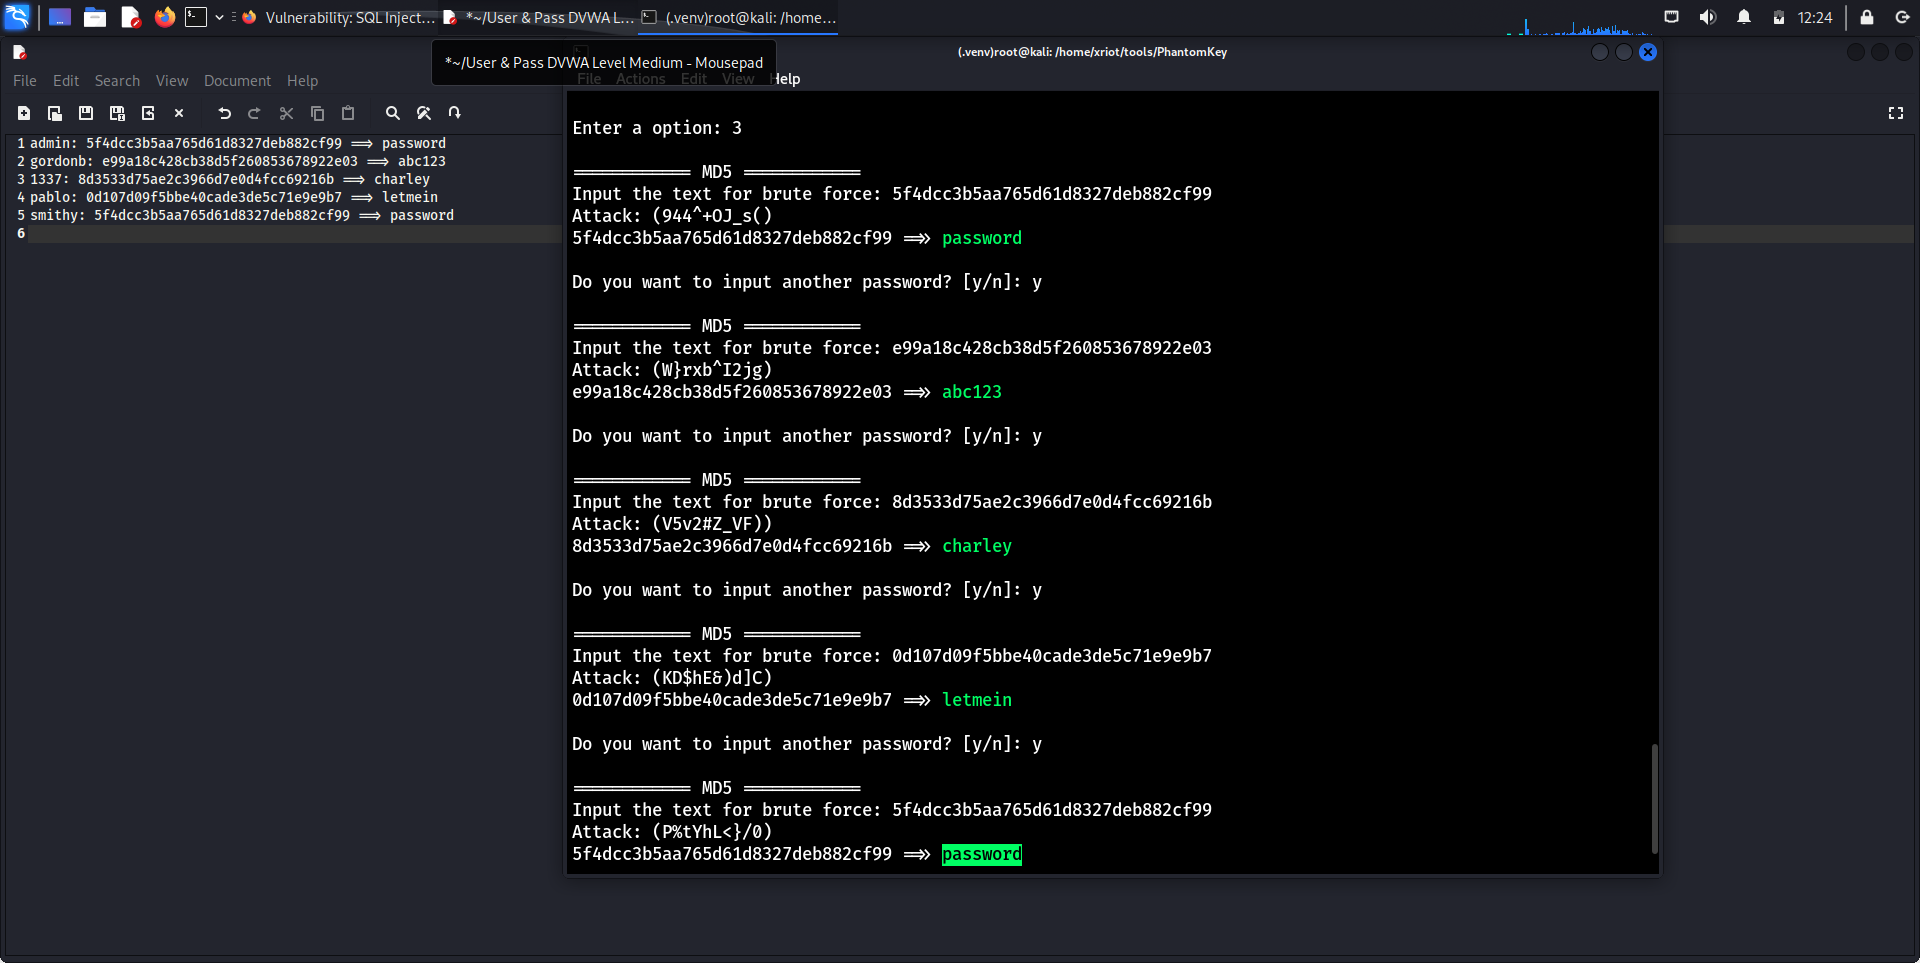 Vulnerability: SQL Inject...
*~/User & Pass DVWA L...
(.venv)root@kali: /home...
12:24
*~/User & Pass DVWA Level Medium - Mousepad
(.venv)root@kali: /home/xriot/tools/PhantomKey
File Edit Search View Document Help
File Actions Edit View Help
1 admin: 5f4dcc3b5aa765d61d8327deb882cf99 ==> password
2 gordonb: e99a18c428cb38d5f260853678922e03 ==> abc123
3 1337: 8d3533d75ae2c3966d7e0d4fcc69216b ==> charley
4 pablo: 0d107d09f5bbe40cade3de5c71e9e9b7 ==> letmein
5 smithy: 5f4dcc3b5aa765d61d8327deb882cf99 ==> password
6
Enter a option: 3
============ MD5 ============
Input the text for brute force: 5f4dcc3b5aa765d61d8327deb882cf99
Attack: (944^+OJ_s()
5f4dcc3b5aa765d61d8327deb882cf99 ==>> password
Do you want to input another password? [y/n]: y
============ MD5 ============
Input the text for brute force: e99a18c428cb38d5f260853678922e03
Attack: (W}rxb^I2jg)
e99a18c428cb38d5f260853678922e03 ==>> abc123
Do you want to input another password? [y/n]: y
============ MD5 ============
Input the text for brute force: 8d3533d75ae2c3966d7e0d4fcc69216b
Attack: (V5v2#Z_VF))
8d3533d75ae2c3966d7e0d4fcc69216b ==>> charley
Do you want to input another password? [y/n]: y
============ MD5 ============
Input the text for brute force: 0d107d09f5bbe40cade3de5c71e9e9b7
Attack: (KD$hE&)d]C)
0d107d09f5bbe40cade3de5c71e9e9b7 ==>> letmein
Do you want to input another password? [y/n]: y
============ MD5 ============
Input the text for brute force: 5f4dcc3b5aa765d61d8327deb882cf99
Attack: (P%tYhL<}/0)
5f4dcc3b5aa765d61d8327deb882cf99 ==>> password